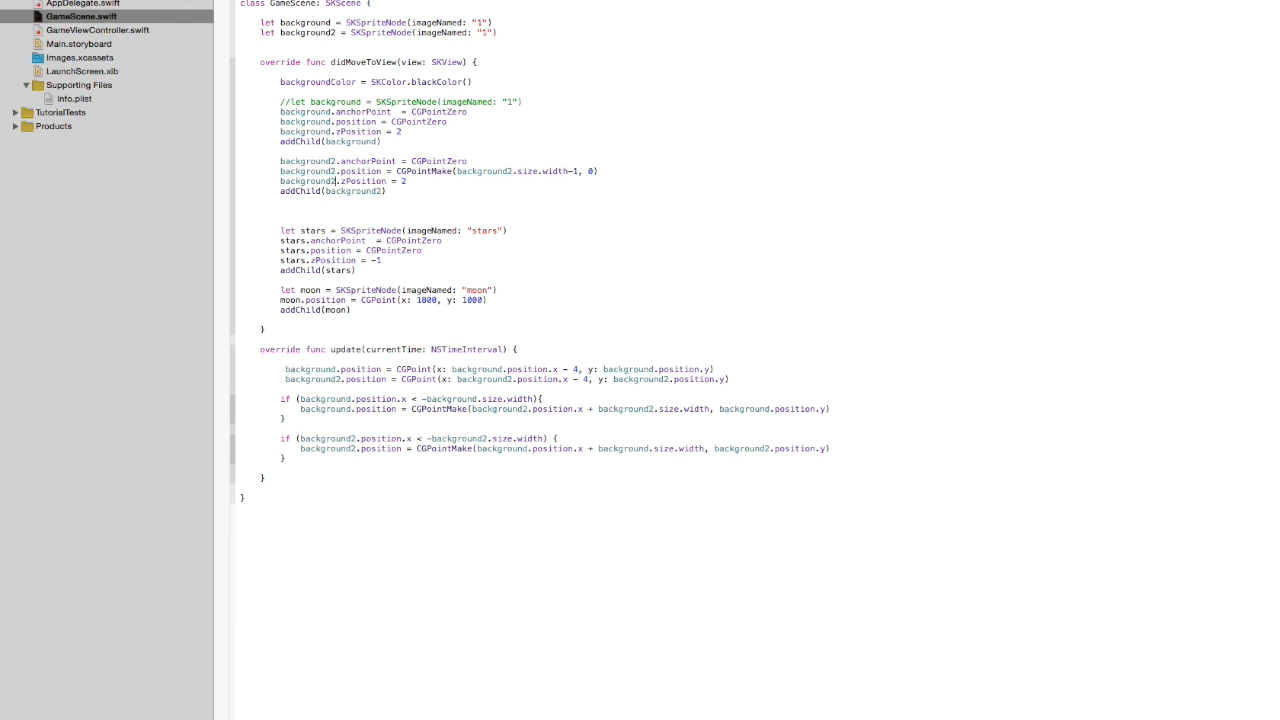 AppDelegate.swift
GameScene.swift
GameViewController.swift
Main.storyboard
Images.xcassets
LaunchScreen.xib
Supporting Files
Info.plist
TutorialTests
Products
class GameScene: SKScene {
let background = SKSpriteNode(imageNamed: "1")
let background2 = SKSpriteNode(imageNamed: "1")
override func didMoveToView(view: SKView) {
backgroundColor = SKColor.blackColor()
//let background = SKSpriteNode(imageNamed: "1")
background.anchorPoint  = CGPointZero
background.position = CGPointZero
background.zPosition = 2
addChild(background)
background2.anchorPoint = CGPointZero
background2.position = CGPointMake(background2.size.width-1, 0)
background2.zPosition = 2
addChild(background2)
let stars = SKSpriteNode(imageNamed: "stars")
stars.anchorPoint  = CGPointZero
stars.position = CGPointZero
stars.zPosition = -1
addChild(stars)
let moon = SKSpriteNode(imageNamed: "moon")
moon.position = CGPoint(x: 1800, y: 1000)
addChild(moon)
}
override func update(currentTime: NSTimeInterval) {
background.position = CGPoint(x: background.position.x - 4, y: background.position.y)
background2.position = CGPoint(x: background2.position.x - 4, y: background2.position.y)
if (background.position.x < -background.size.width){
background.position = CGPointMake(background2.position.x + background2.size.width, background.position.y)
}
if (background2.position.x < -background2.size.width) {
background2.position = CGPointMake(background.position.x + background.size.width, background2.position.y)
}
}
}